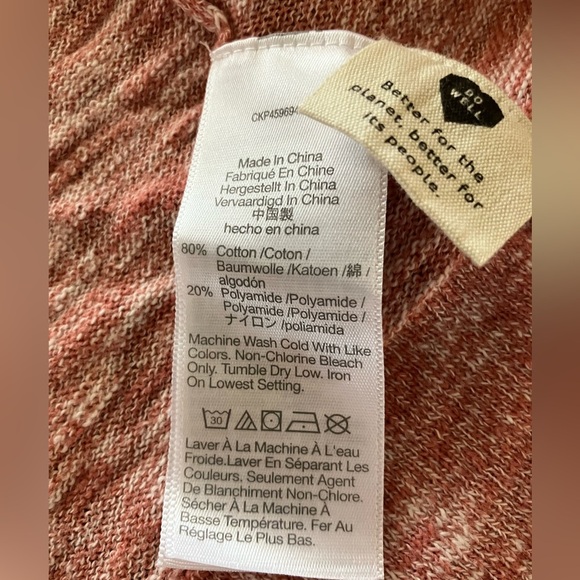 DO
WELL
Better for the
planet, better for
its people.
CKP459694
Made In China
Fabriqué En Chine
Hergestellt In China
Vervaardigd In China
中国製
hecho en china
80% Cotton /Coton /
Baumwolle /Katoen /綿 /
algodón
20% Polyamide /Polyamide /
Polyamide /Polyamide /
ナイロン /poliamida
Machine Wash Cold With Like
Colors. Non-Chlorine Bleach
Only. Tumble Dry Low. Iron
On Lowest Setting.
30
Laver À La Machine À L'eau
Froide.Laver En Séparant Les
Couleurs. Seulement Agent
De Blanchiment Non-Chlore.
Sécher À La Machine À
Basse Température. Fer Au
Réglage Le Plus Bas.